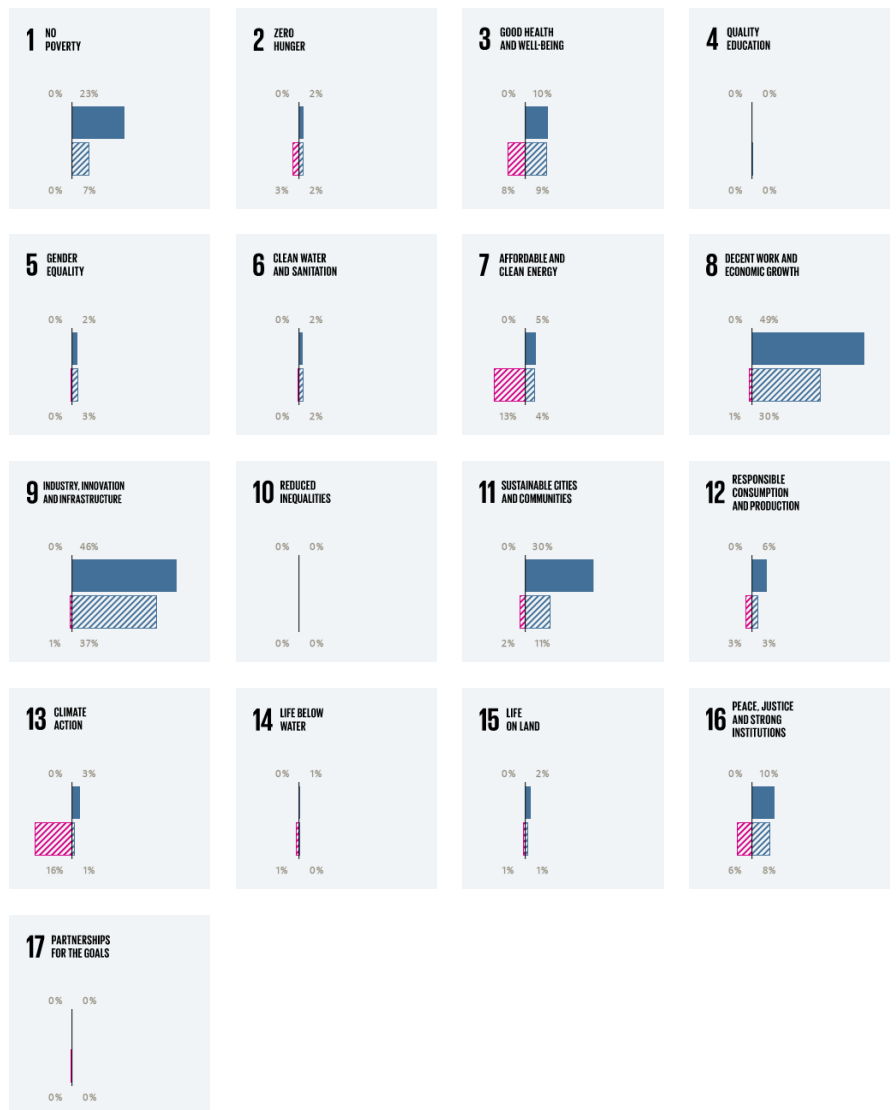 1 NO
POVERTY
0% 23%
0% 7%
2 ZERO
HUNGER
0% 2%
3% 2%
3 GOOD HEALTH
AND WELL-BEING
0% 10%
8% 9%
4 QUALITY
EDUCATION
0% 0%
0% 0%
5 GENDER
EQUALITY
0% 2%
0% 3%
6 CLEAN WATER
AND SANITATION
0% 2%
0% 2%
7 AFFORDABLE AND
CLEAN ENERGY
0% 5%
13% 4%
8 DECENT WORK AND
ECONOMIC GROWTH
0% 49%
1% 30%
9 INDUSTRY, INNOVATION
AND INFRASTRUCTURE
0% 46%
1% 37%
10 REDUCED
INEQUALITIES
0% 0%
0% 0%
11 SUSTAINABLE CITIES
AND COMMUNITIES
0% 30%
2% 11%
12 RESPONSIBLE
CONSUMPTION
AND PRODUCTION
0% 6%
3% 3%
13 CLIMATE
ACTION
0% 3%
16% 1%
14 LIFE BELOW
WATER
0% 1%
1% 0%
15 LIFE
ON LAND
0% 2%
1% 1%
16 PEACE, JUSTICE
AND STRONG
INSTITUTIONS
0% 10%
6% 8%
17 PARTNERSHIPS
FOR THE GOALS
0% 0%
0% 0%